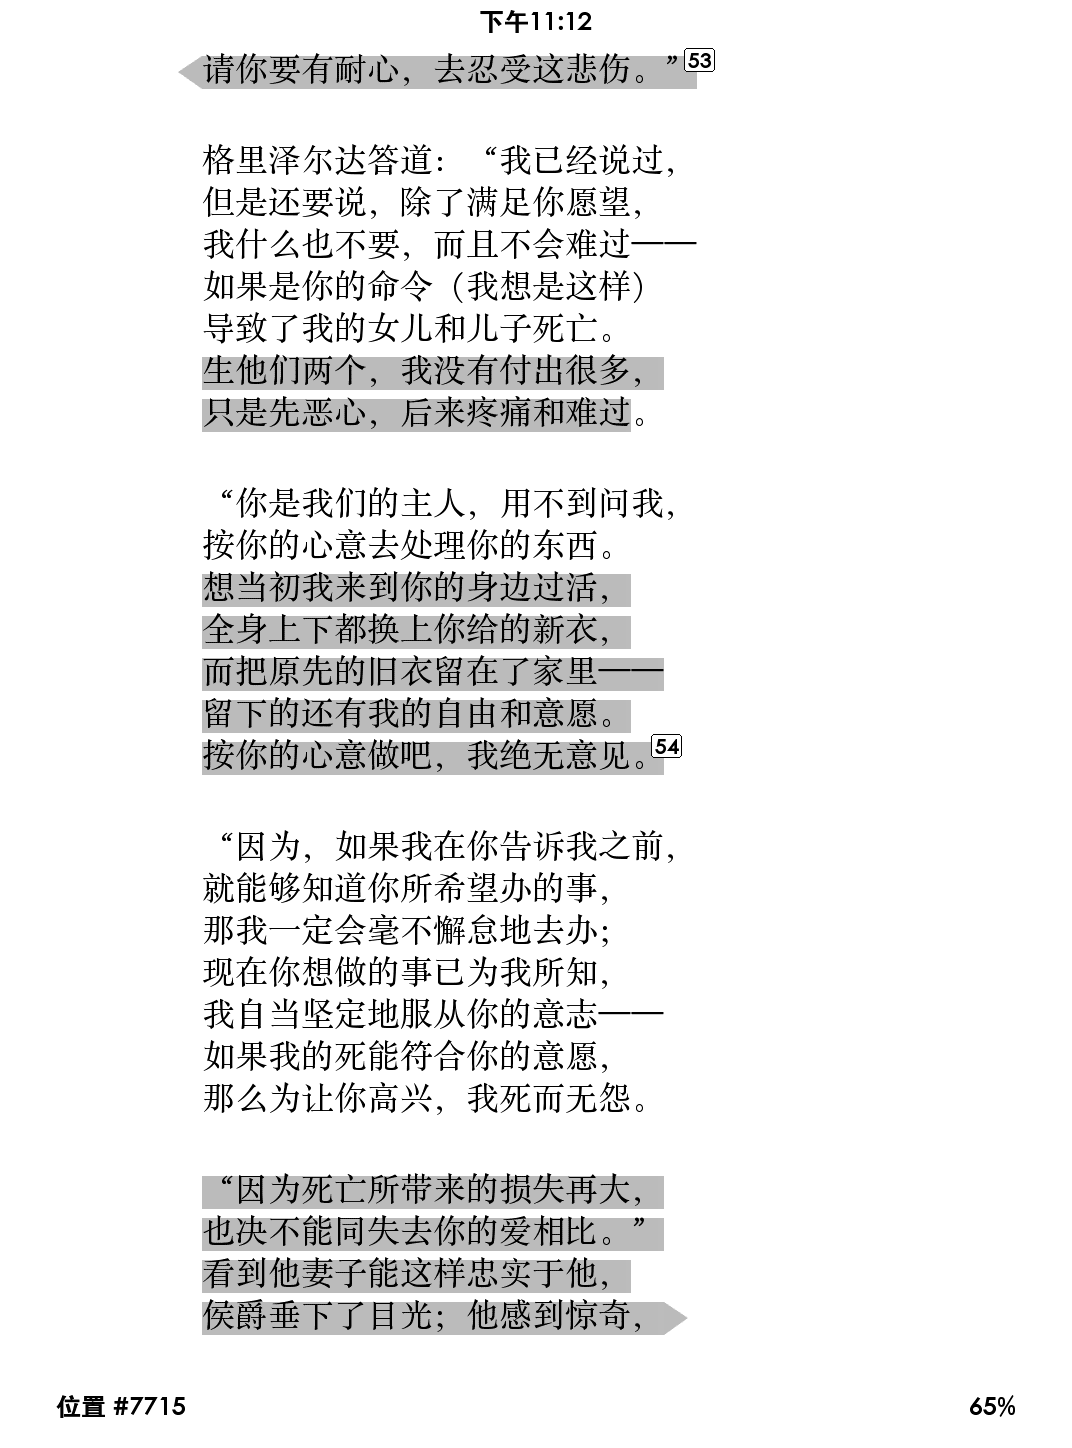 下午11:12
请你要有耐心，去忍受这悲伤。” 53
格里泽尔达答道：“我已经说过，
但是还要说，除了满足你愿望，
我什么也不要，而且不会难过——
如果是你的命令（我想是这样）
导致了我的女儿和儿子死亡。
生他们两个，我没有付出很多，
只是先恶心，后来疼痛和难过。
“你是我们的主人，用不到问我，
按你的心意去处理你的东西。
想当初我来到你的身边过活，
全身上下都换上你给的新衣，
而把原先的旧衣留在了家里——
留下的还有我的自由和意愿。
按你的心意做吧，我绝无意见。54
“因为，如果我在你告诉我之前，
就能够知道你所希望办的事，
那我一定会毫不懈怠地去办；
现在你想做的事已为我所知，
我自当坚定地服从你的意志——
如果我的死能符合你的意愿，
那么为让你高兴，我死而无怨。
“因为死亡所带来的损失再大，
也决不能同失去你的爱相比。”
看到他妻子能这样忠实于他，
侯爵垂下了目光；他感到惊奇，
位置 #7715
65%